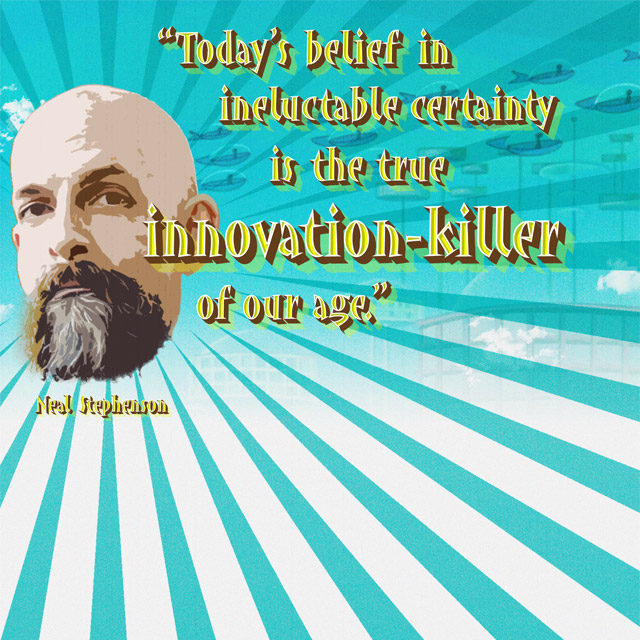 “Today’s belief in
ineluctable certainty
is the true
innovation-killer
of our age.”
Neal Stephenson